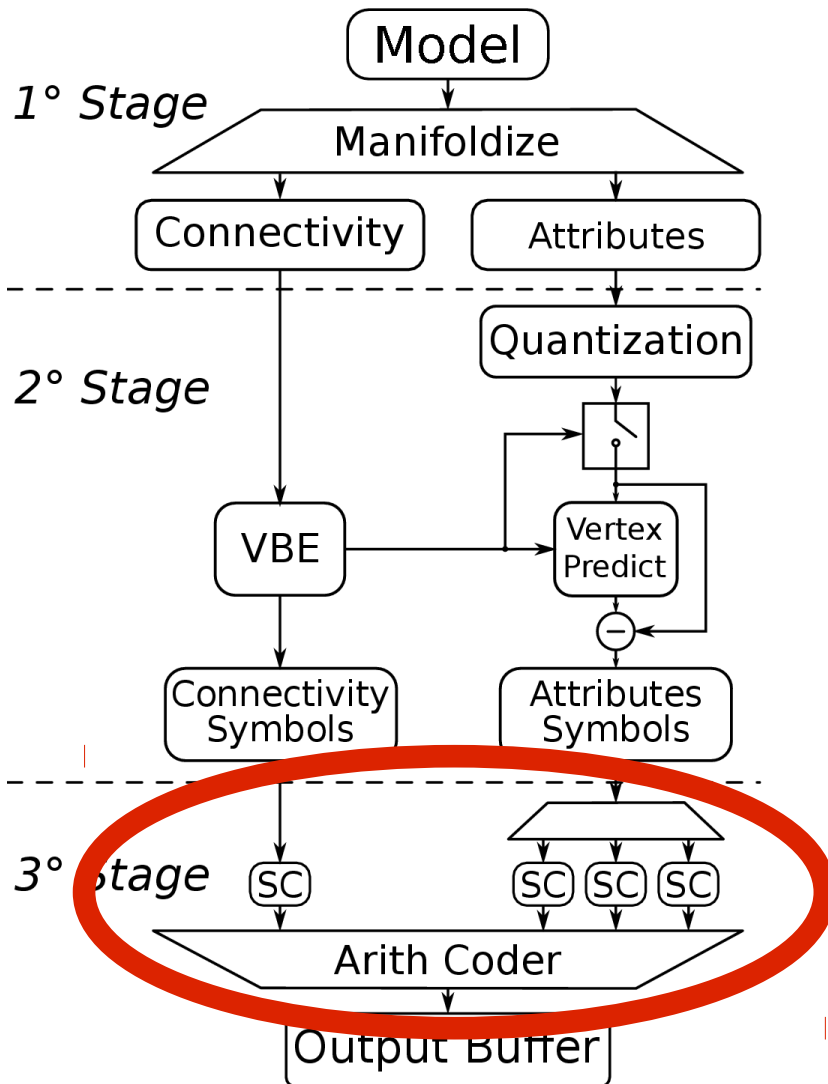 Model
1° Stage
Manifoldize
Connectivity
Attributes
Quantization
2° Stage
VBE
Vertex
Predict
−
Connectivity
Symbols
Attributes
Symbols
3° Stage
SC
SC
SC
SC
Arith Coder
Output Buffer